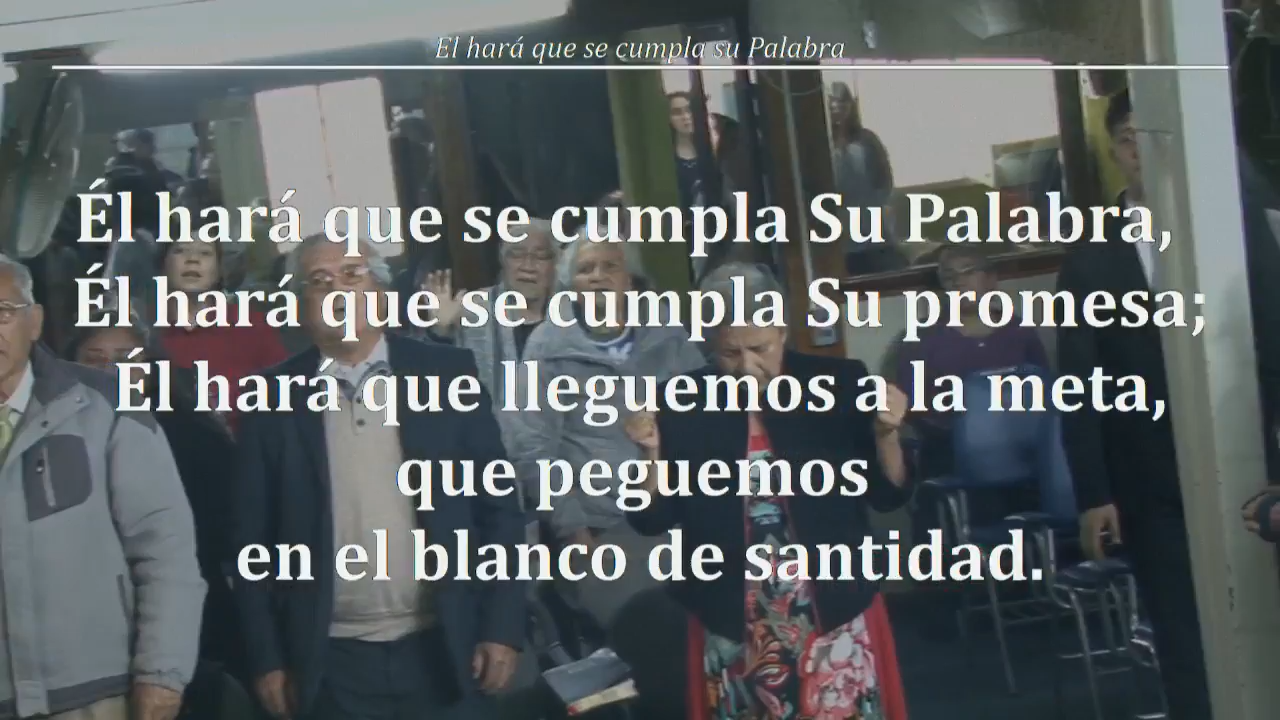 El hará que se cumpla su Palabra
Él hará que se cumpla Su Palabra,
Él hará que se cumpla Su promesa;
Él hará que lleguemos a la meta,
que peguemos
en el blanco de santidad.